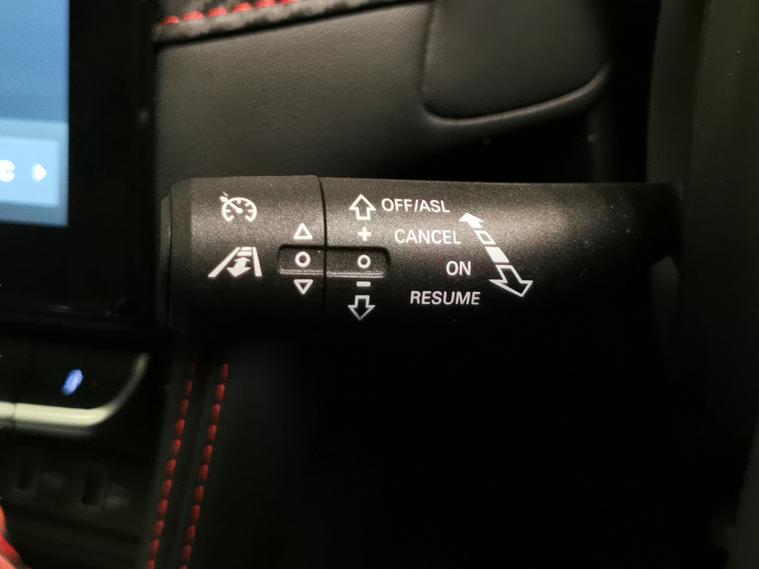 OFF/ASL
+
CANCEL
ON
-
RESUME